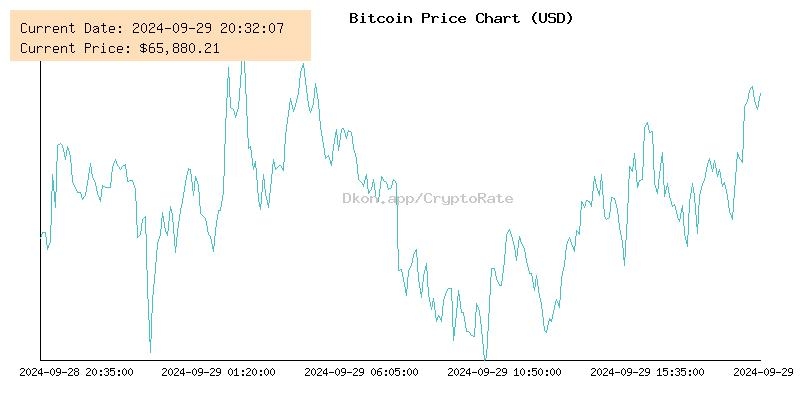 Bitcoin Price Chart (USD)
Current Date: 2024-09-29 20:32:07
Current Price: $65,880.21
Dkon.app/CryptoRate
2024-09-28 20:35:00 2024-09-29 01:20:00 2024-09-29 06:05:00 2024-09-29 10:50:00 2024-09-29 15:35:00 2024-09-29